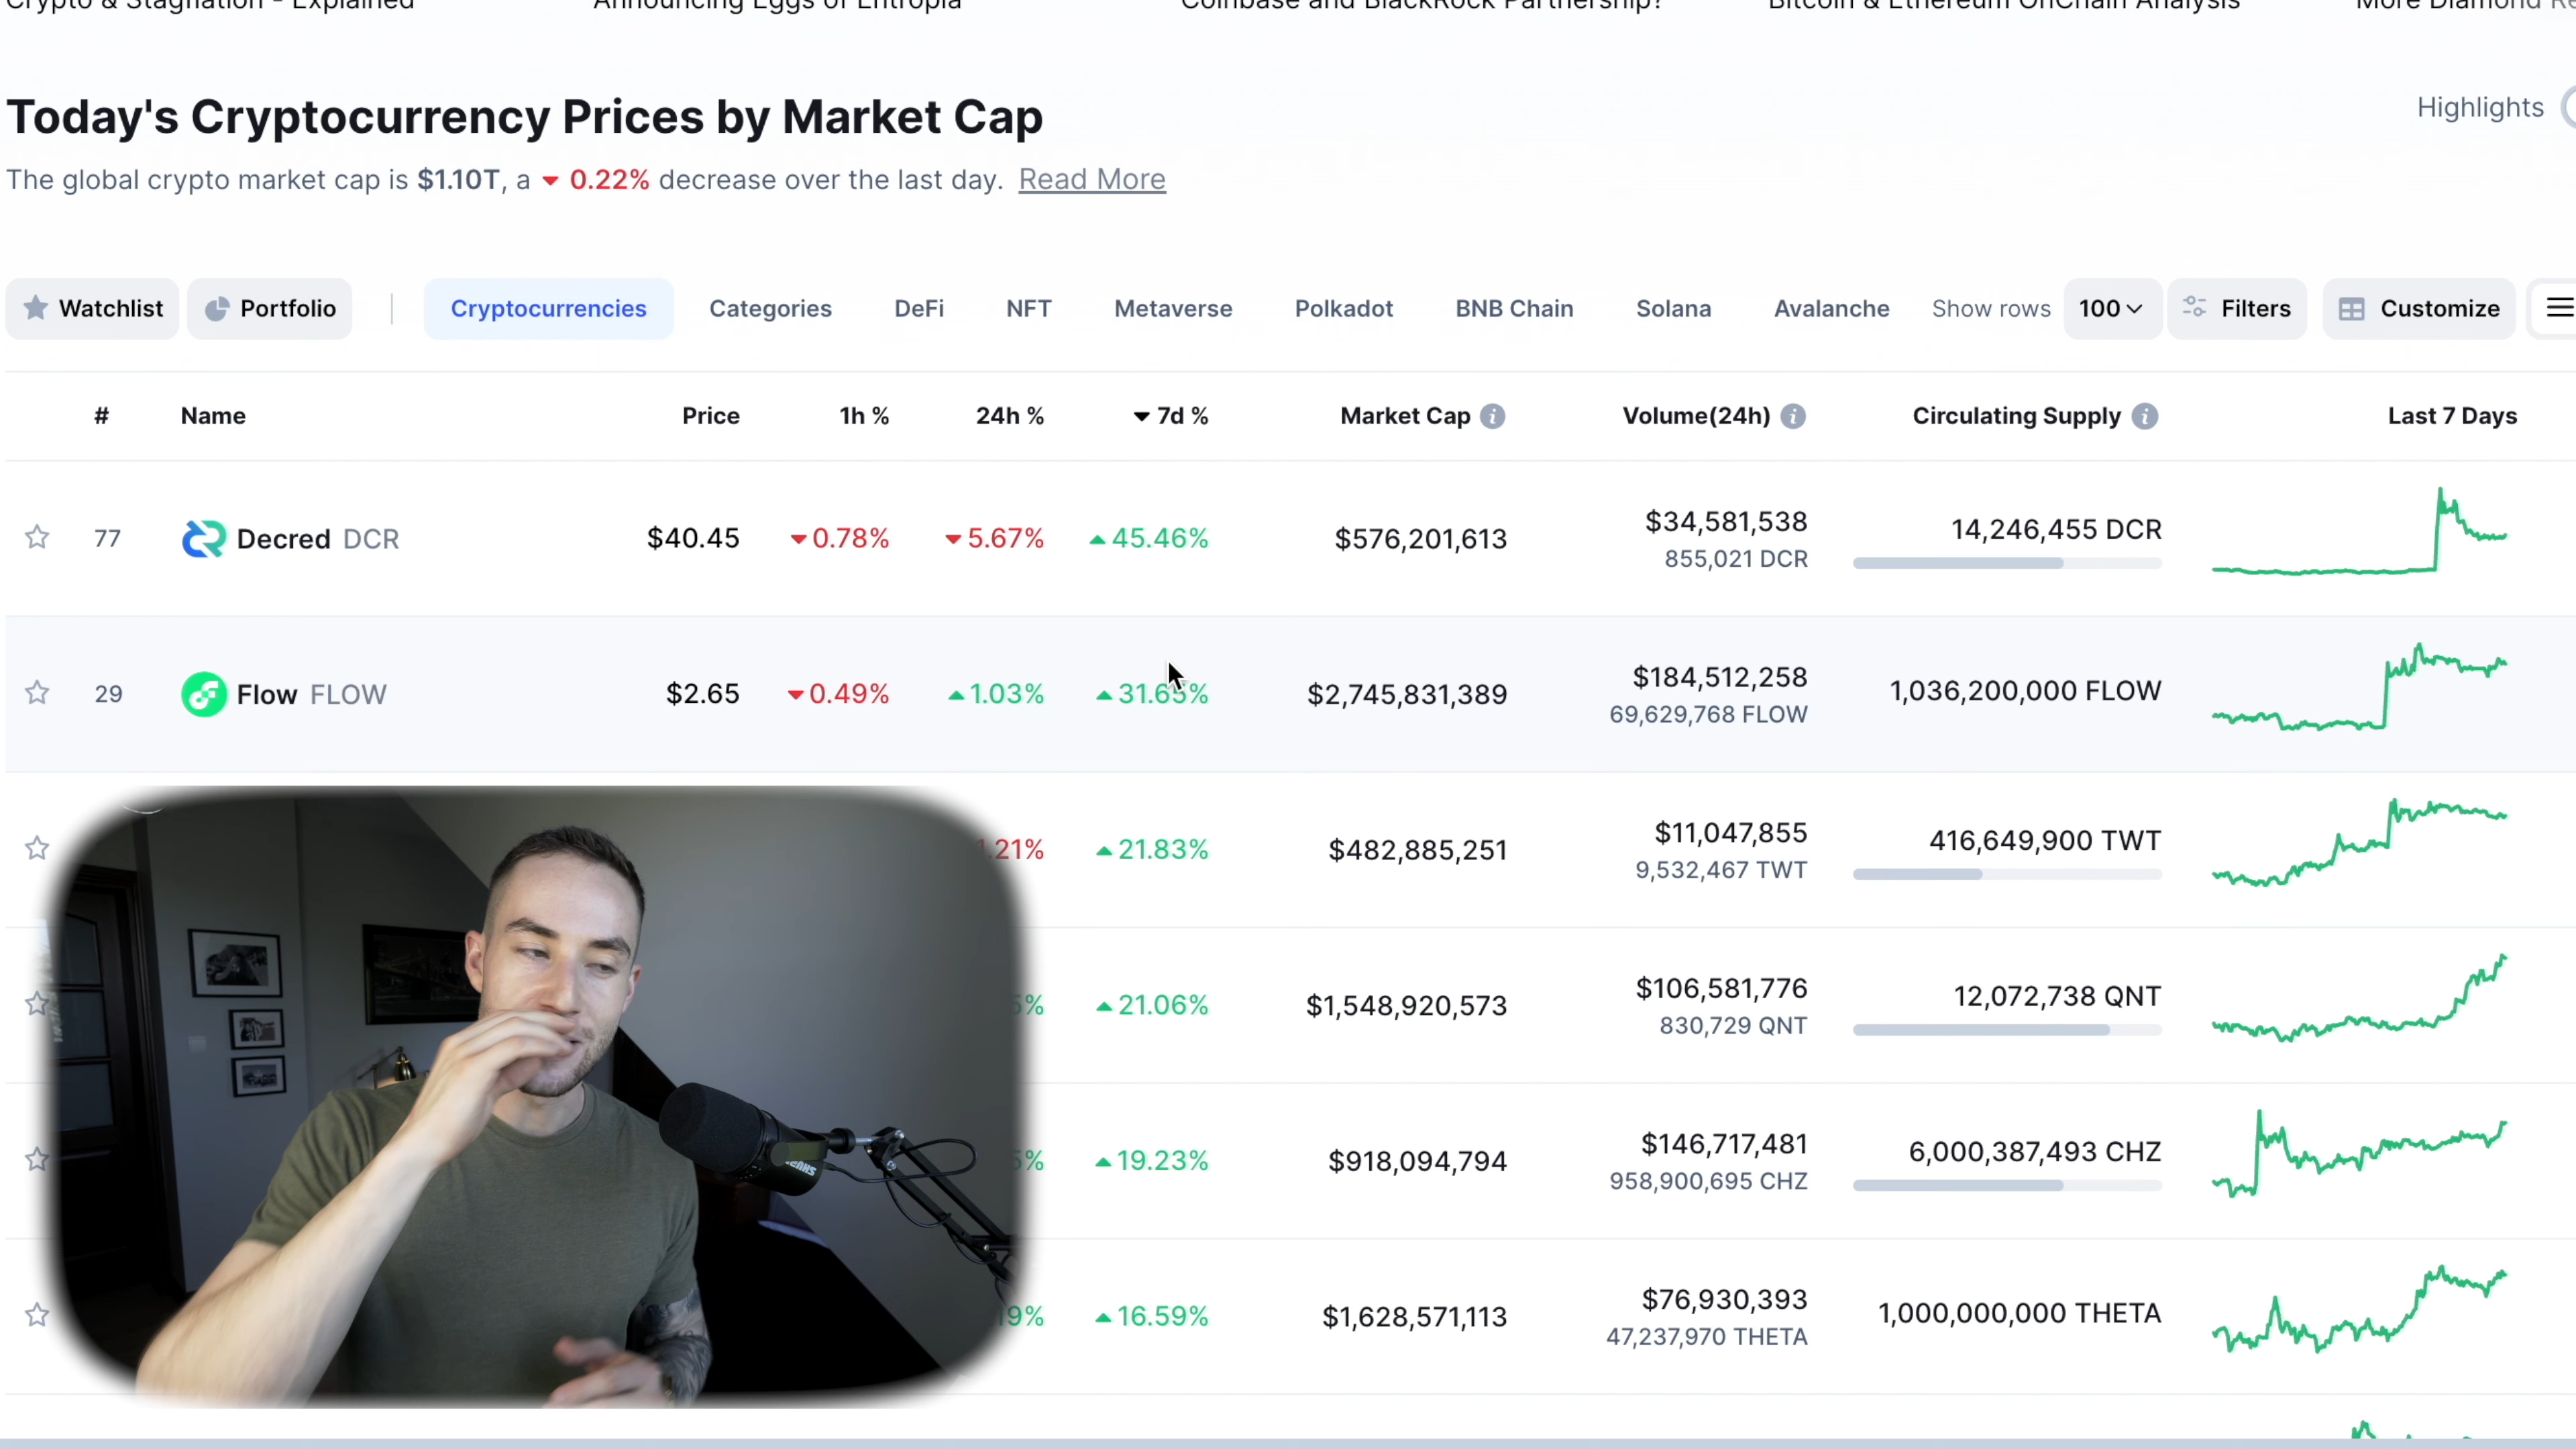 Crypto & Stagnation - Explained
Announcing Eggs of Entropia
Coinbase and BlackRock Partnership?
Bitcoin & Ethereum OnChain Analysis
More Diamond
Today's Cryptocurrency Prices by Market Cap
Highlights
The global crypto market cap is $1.10T, a ▼ 0.22% decrease over the last day. Read More
Watchlist Portfolio | Cryptocurrencies Categories DeFi NFT Metaverse Polkadot BNB Chain Solana Avalanche Show rows 100 Filters Customize
# Name Price 1h % 24h % ▼ 7d % Market Cap Volume(24h) Circulating Supply Last 7 Days
77 Decred DCR $40.45 ▼ 0.78% ▼ 5.67% ▲ 45.46% $576,201,613 $34,581,538 14,246,455 DCR
855,021 DCR
29 Flow FLOW $2.65 ▼ 0.49% ▲ 1.03% ▲ 31.65% $2,745,831,389 $184,512,258 1,036,200,000 FLOW
69,629,768 FLOW
.21% ▲ 21.83% $482,885,251 $11,047,855 416,649,900 TWT
9,532,467 TWT
5% ▲ 21.06% $1,548,920,573 $106,581,776 12,072,738 QNT
830,729 QNT
5% ▲ 19.23% $918,094,794 $146,717,481 6,000,387,493 CHZ
958,900,695 CHZ
19% ▲ 16.59% $1,628,571,113 $76,930,393 1,000,000,000 THETA
47,237,970 THETA